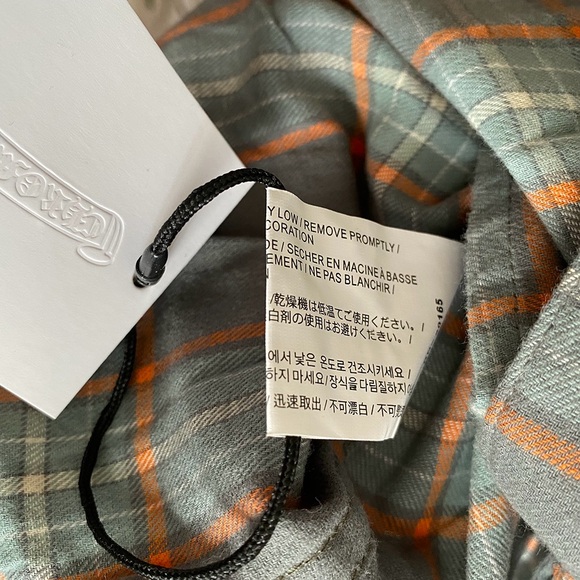 Y LOW / REMOVE PROMPTLY /
CORATION
DE / SECHER EN MACINE À BASSE
EMENT / NE PAS BLANCHIR /
N
/乾燥機は低温でご使用ください。/
白剤の使用はお避けください。
에서 낮은 온도로 건조시키세요 /
하지 마세요/장식을 다림질하지
/ 迅速取出 / 不可漂白 / 不可
165